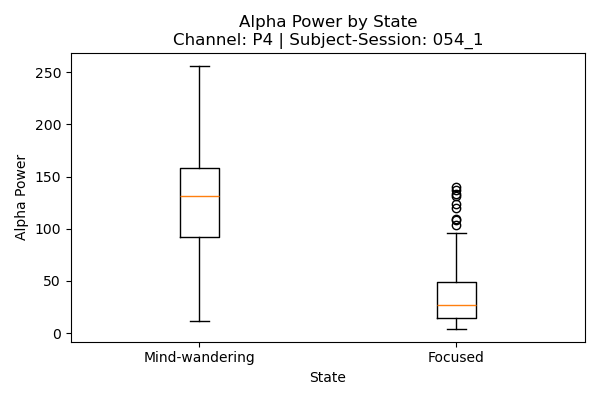 Alpha Power by State
Channel: P4 | Subject-Session: 054_1
250
200
150
100
50
0
Alpha Power
Mind-wandering
Focused
State